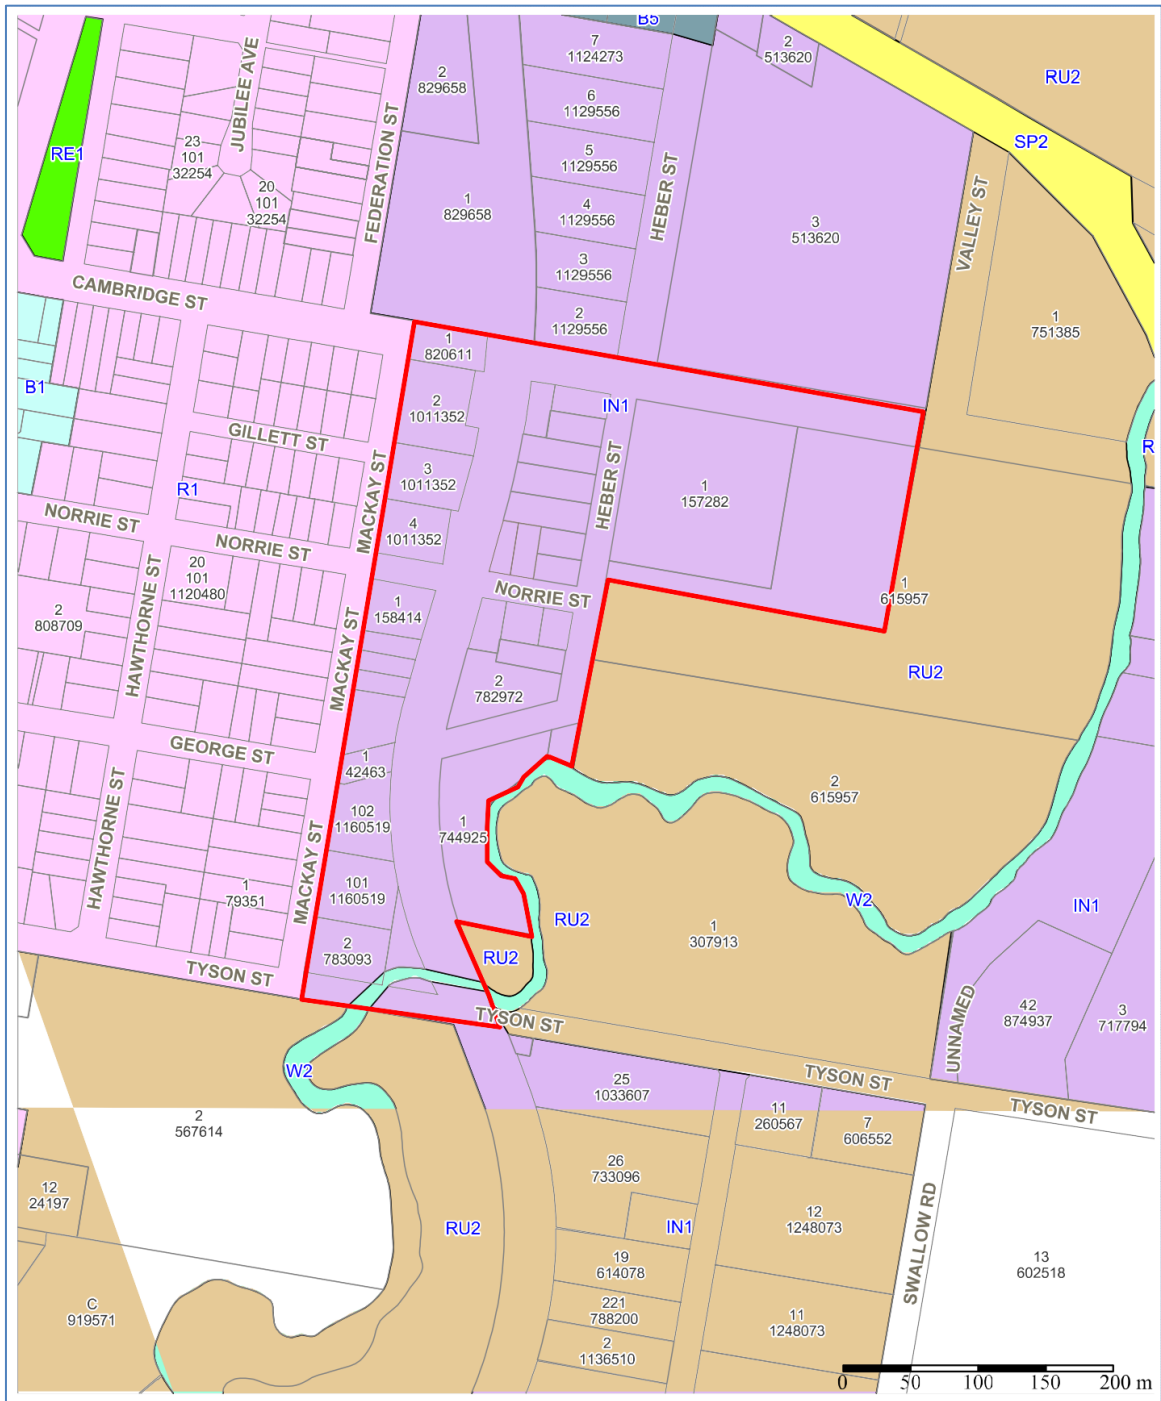 B5
7
1124273
2
513620
2
829658
RU2
6
1129556
JUBILEE AVE
FEDERATION ST
SP2
RE1
23
101
32254
5
1129556
20
101
32254
HEBER ST
4
1129556
1
829658
3
513620
VALLEY ST
3
1129556
CAMBRIDGE ST
2
1129556
1
751385
1
820611
B1
2
1011352
IN1
GILLETT ST
R
MACKAY ST
3
1011352
HEBER ST
1
157282
R1
NORRIE ST
4
1011352
NORRIE ST
20
101
1120480
HAWTHORNE ST
1
158414
NORRIE ST
1
615957
2
808709
MACKAY ST
2
782972
RU2
GEORGE ST
1
42463
2
615957
HAWTHORNE ST
102
1160519
1
744925
MACKAY ST
1
79351
101
1160519
W2
IN1
RU2
1
307913
2
783093
RU2
TYSON ST
UNNAMED
42
874937
3
717794
TYSON ST
W2
TYSON ST
25
1033607
TYSON ST
2
567614
11
260567
7
606552
12
24197
26
733096
RU2
IN1
12
1248073
SWALLOW RD
19
614078
13
602518
C
919571
221
788200
11
1248073
2
1136510
0 50 100 150 200 m